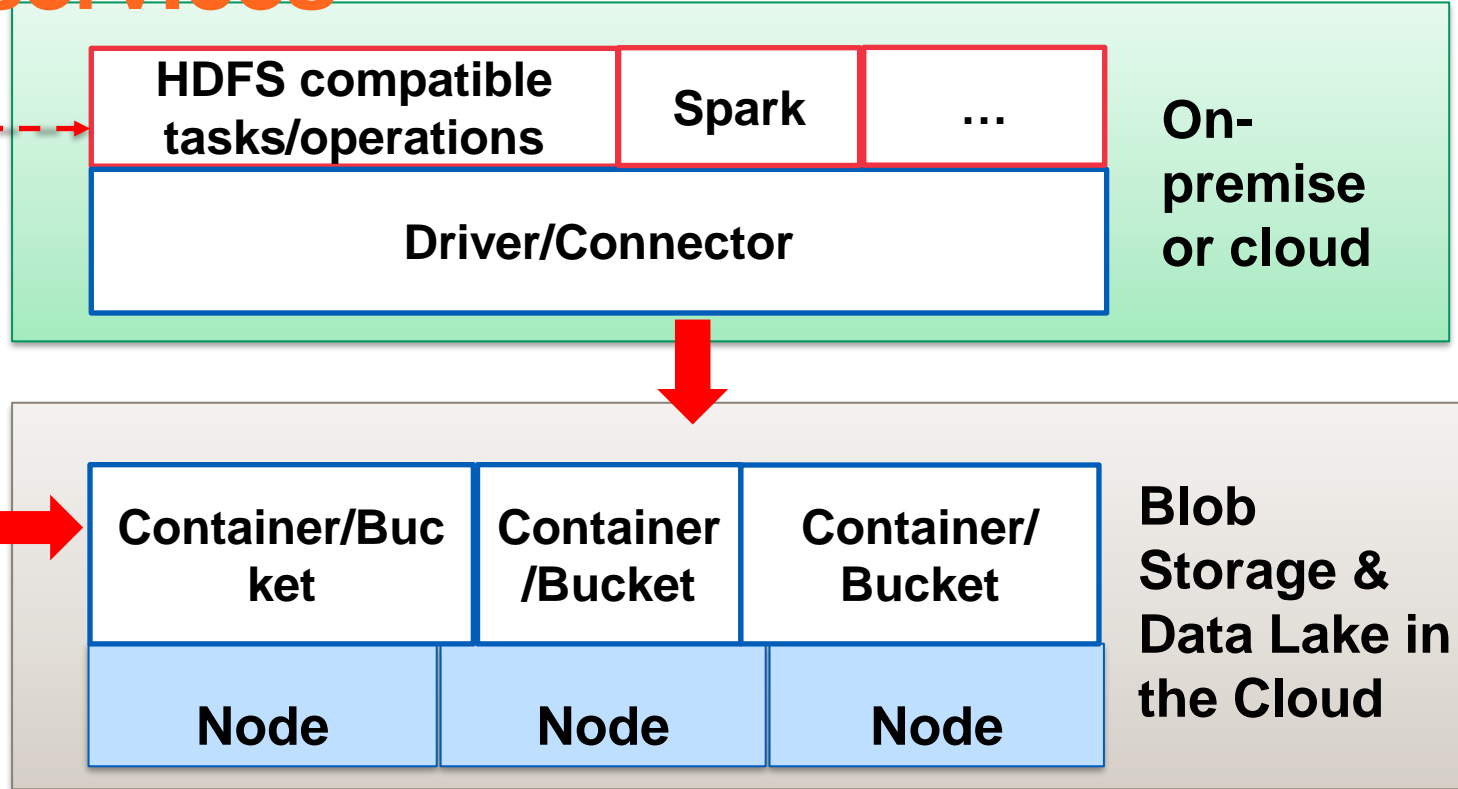 HDFS compatible
tasks/operations
Spark
…
On-
premise
or cloud
Driver/Connector
Container/Buc
ket
Container
/Bucket
Container/
Bucket
Blob
Storage &
Data Lake in
the Cloud
Node
Node
Node